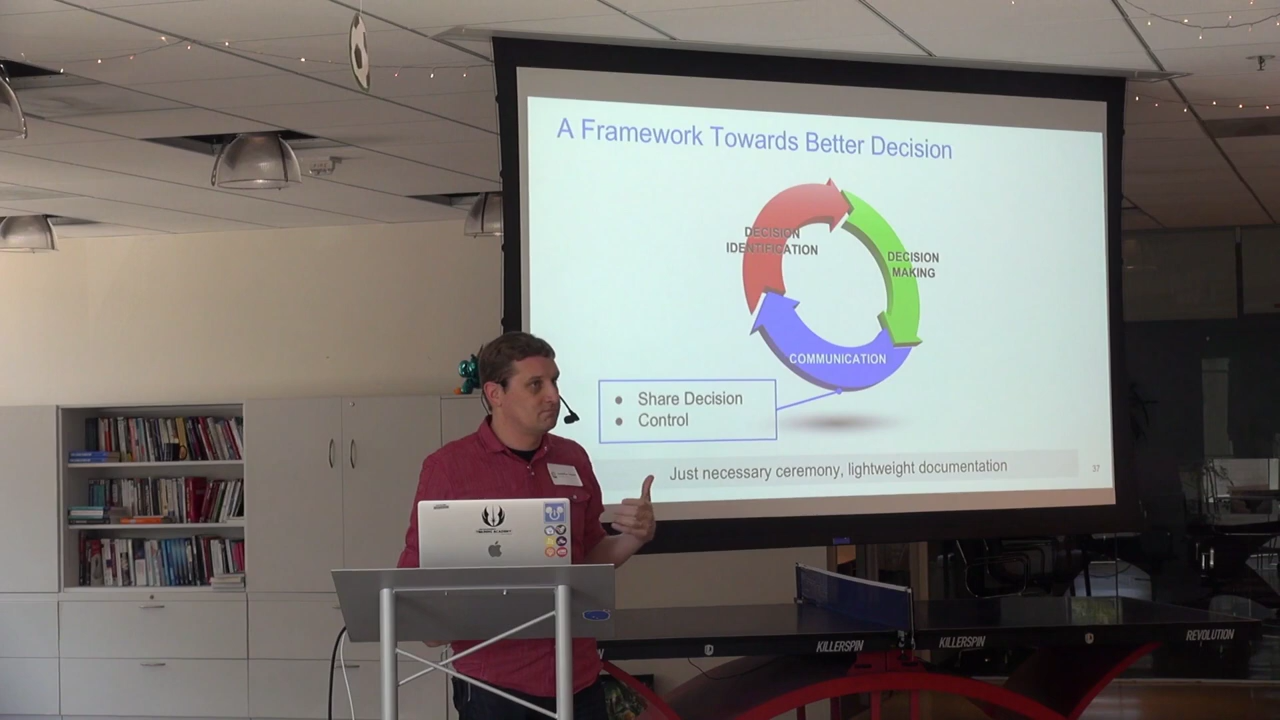 A Framework Towards Better Decision
DECISION
IDENTIFICATION
DECISION
MAKING
COMMUNICATION
● Share Decision
● Control
Just necessary ceremony, lightweight documentation
37
KILLERSPIN
KILLERSPIN
REVOLUTION